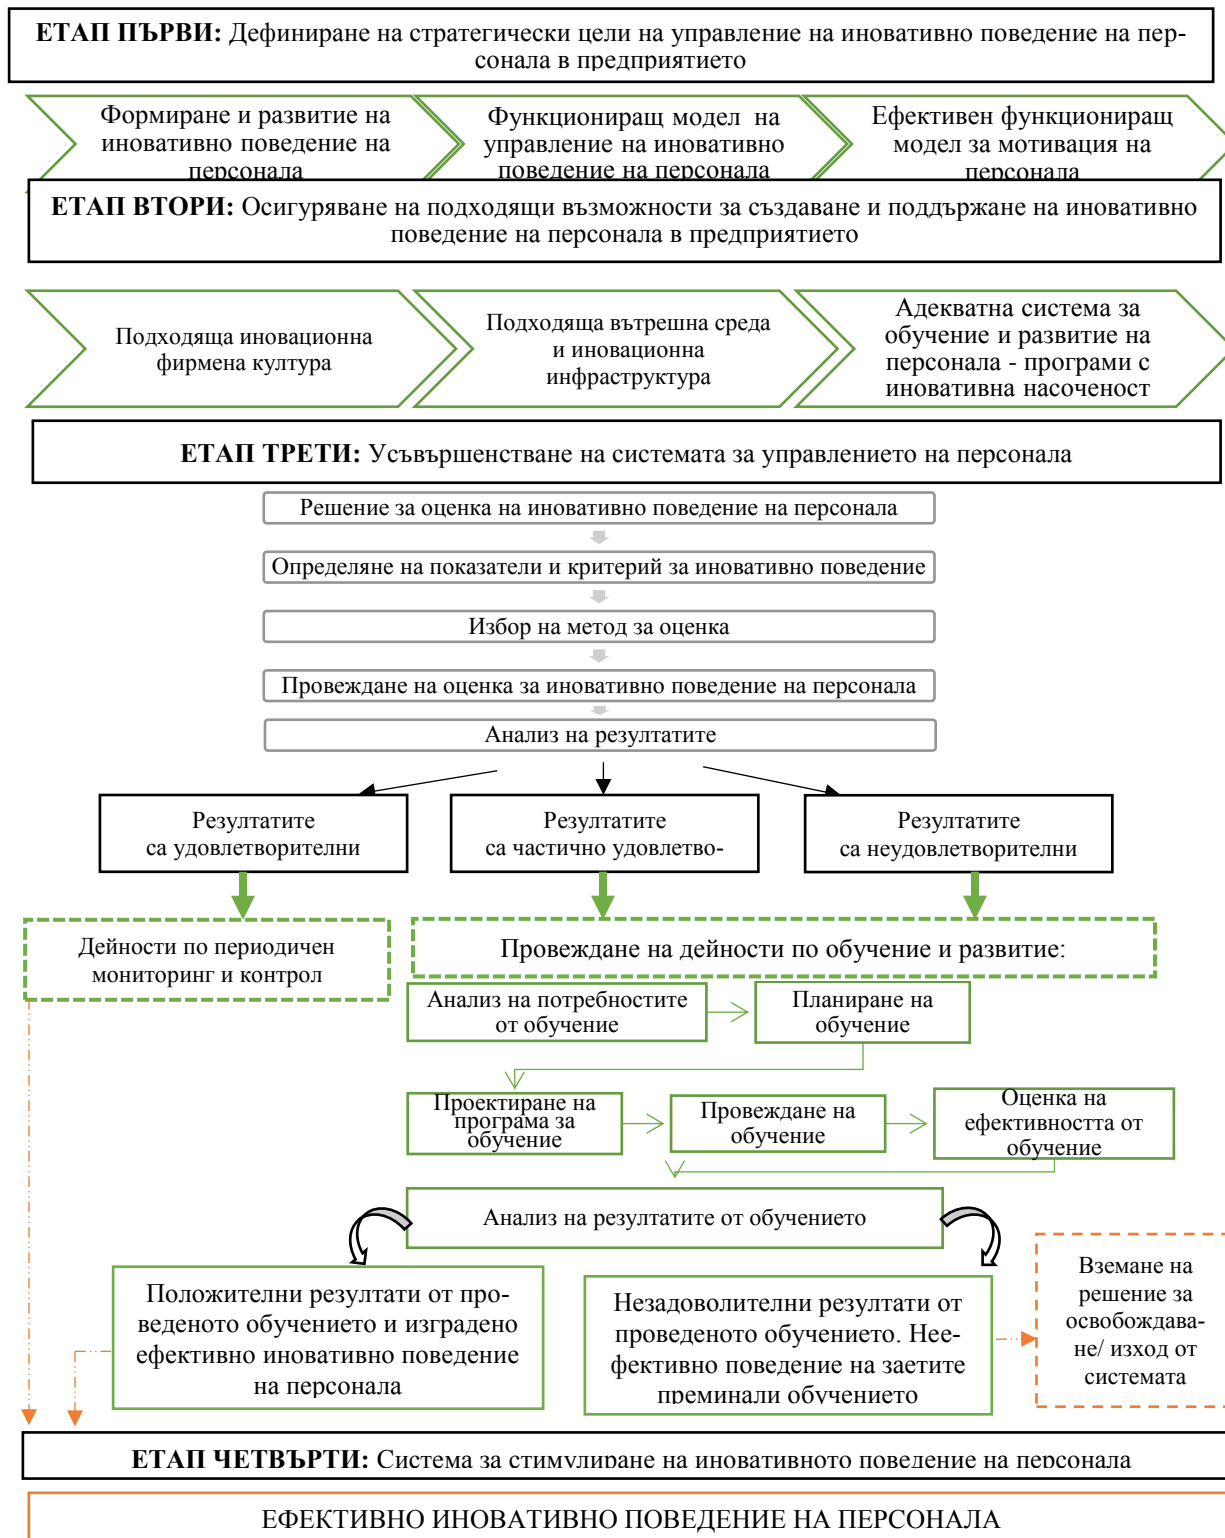 ЕТАП ПЪРВИ: Дефиниране на стратегически цели на управление на иновативно поведение на пер-
сонала в предприятието
Формиране и развитие на
иновативно поведение на
персонала
Функциониращ модел на
управление на иновативно
поведение на персонала
Ефективен функциониращ
модел за мотивация на
персонала
ЕТАП ВТОРИ: Осигуряване на подходящи възможности за създаване и поддържане на иновативно
поведение на персонала в предприятието
Подходяща иновационна
фирмена култура
Подходяща вътрешна среда
и иновационна
инфраструктура
Адекватна система за
обучение и развитие на
персонала - програми с
иновативна насоченост
ЕТАП ТРЕТИ: Усъвършенстване на системата за управлението на персонала
Решение за оценка на иновативно поведение на персонала
Определяне на показатели и критерий за иновативно поведение
Избор на метод за оценка
Провеждане на оценка за иновативно поведение на персонала
Анализ на резултатите
Резултатите
са удовлетворителни
Резултатите
са частично удовлетво-
Резултатите
са неудовлетворителни
Дейности по периодичен
мониторинг и контрол
Провеждане на дейности по обучение и развитие:
Анализ на потребностите
от обучение
Планиране на
обучение
Проектиране на
програма за
обучение
Провеждане на
обучение
Оценка на
ефективността от
обучение
Анализ на резултатите от обучението
Положителни резултати от про-
веденото обучението и изградено
ефективно иновативно поведение
на персонала
Незадоволителни резултати от
проведеното обучението. Нее-
фективно поведение на заетите
преминали обучението
Вземане на
решение за
освобождава-
не/ изход от
системата
ЕТАП ЧЕТВЪРТИ: Система за стимулиране на иновативното поведение на персонала
ЕФЕКТИВНО ИНОВАТИВНО ПОВЕДЕНИЕ НА ПЕРСОНАЛА